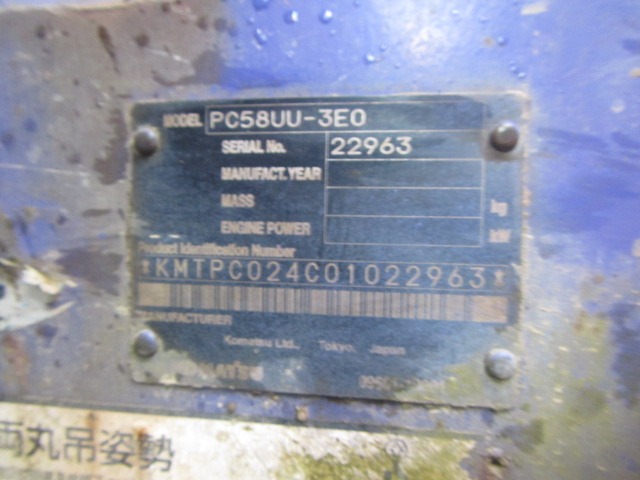 MODEL PC58UU-3E0
SERIAL No. 22963
MANUFACT.YEAR
MASS kg
ENGINE POWER kW
Product Identification Number
*KMTPC024C01022963*
MANUFACTURER
Komatsu Ltd., Tokyo, Japan
両丸吊姿勢